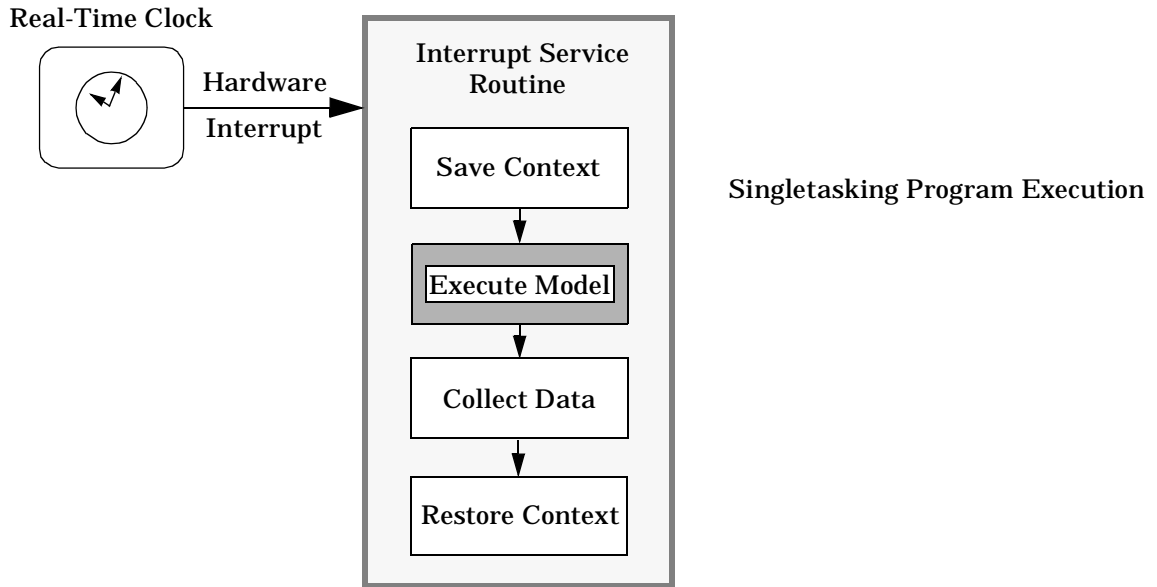 Real-Time Clock
Hardware
Interrupt
Interrupt Service
Routine
Save Context
Singletasking Program Execution
Execute Model
Collect Data
Restore Context